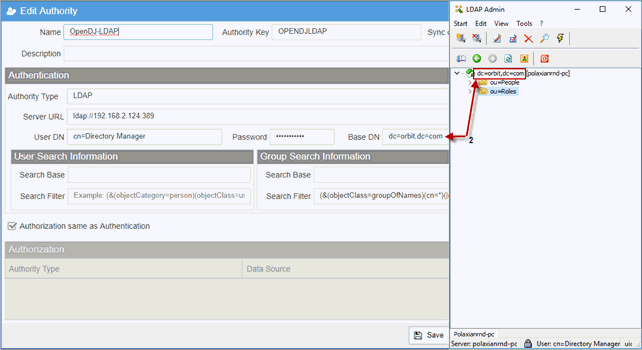 Edit Authority
Name OpenDJ-LDAP Authority Key OPENDJLDAP Sync
Description
Authentication
Authority Type LDAP
Server URL ldap://192.168.2.124:389
User DN cn=Directory Manager Password •••••••••••• Base DN dc=orbit,dc=com
User Search Information
Search Base
Search Filter Example: (&(objectCategory=person)(objectClass=us
Group Search Information
Search Base
Search Filter (&(objectClass=groupOfNames)(cn=*)(
Authorization same as Authentication
Authorization
Authority Type Data Source
Save
LDAP Admin
Start Edit View Tools ?
dc=orbit,dc=com [polaxianrnd-pc]
ou=People
ou=Roles
2
Polaxianrnd-pc
Server: polaxianrnd-pc User: cn=Directory Manager uid